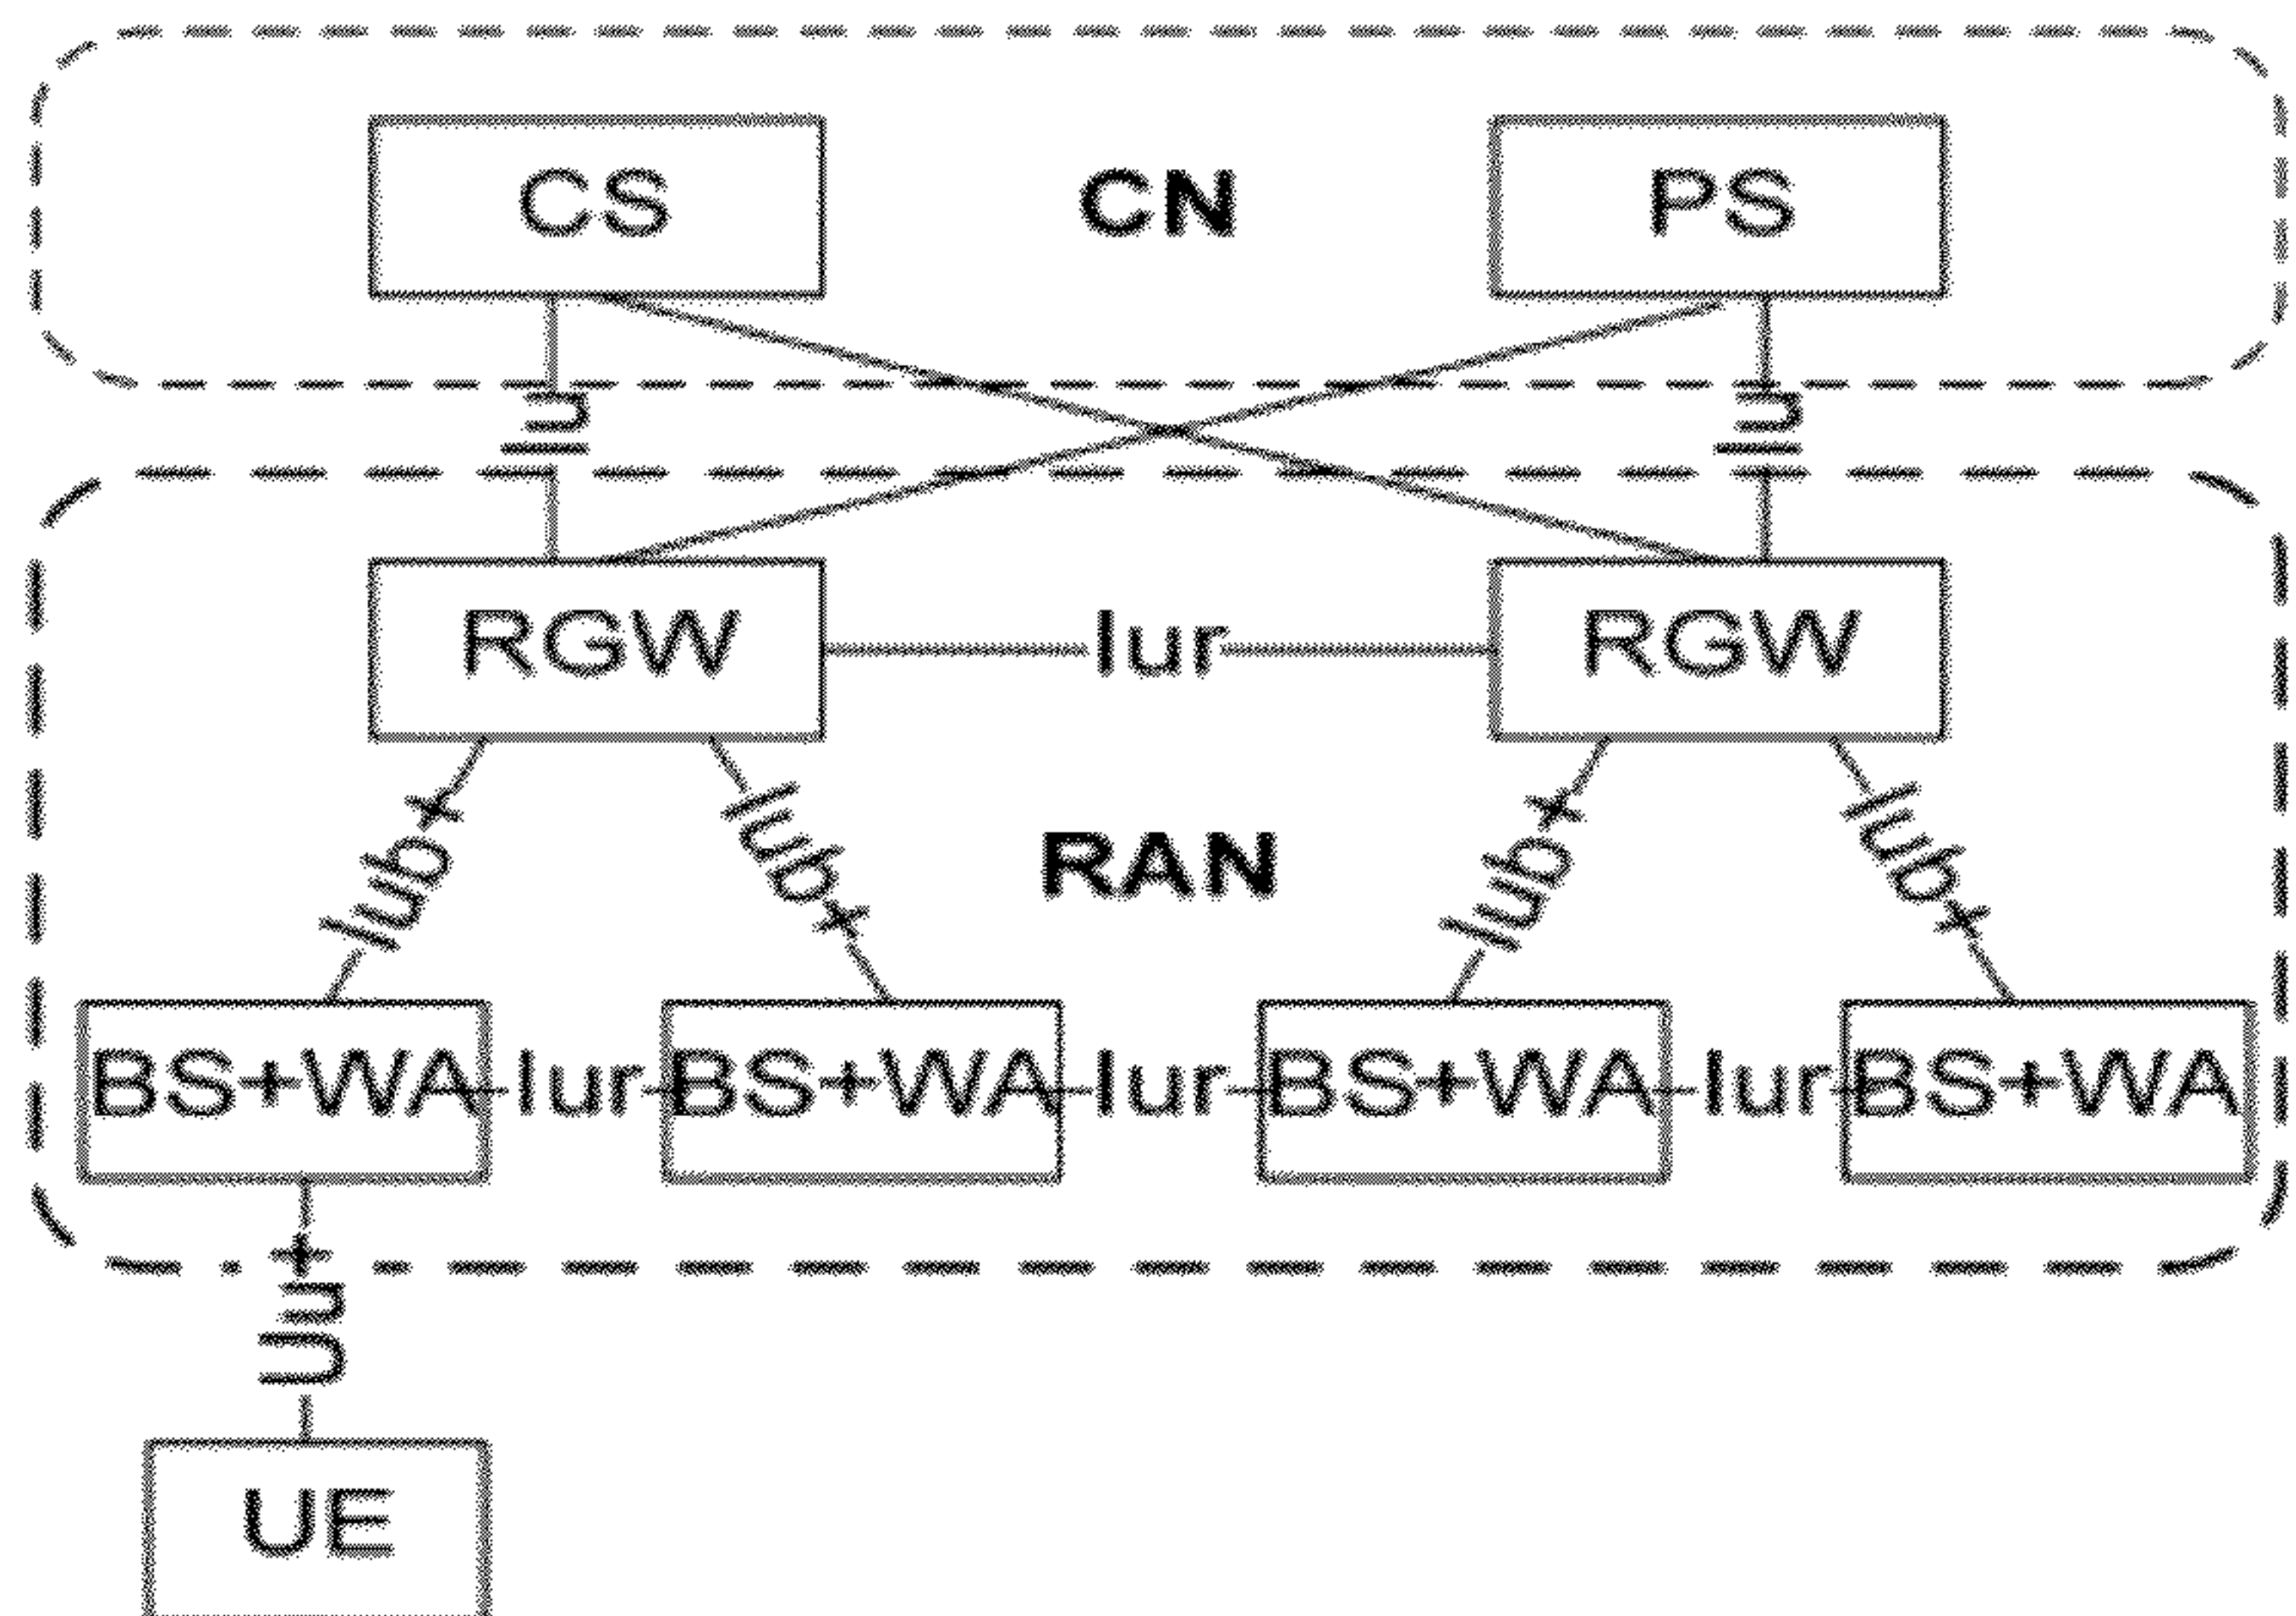 CS CN PS
Iu Iu
RGW Iur RGW
Iub+ Iub+ Iub+ Iub+
RAN
BS+WA Iur BS+WA Iur BS+WA Iur BS+WA
Uu+
UE